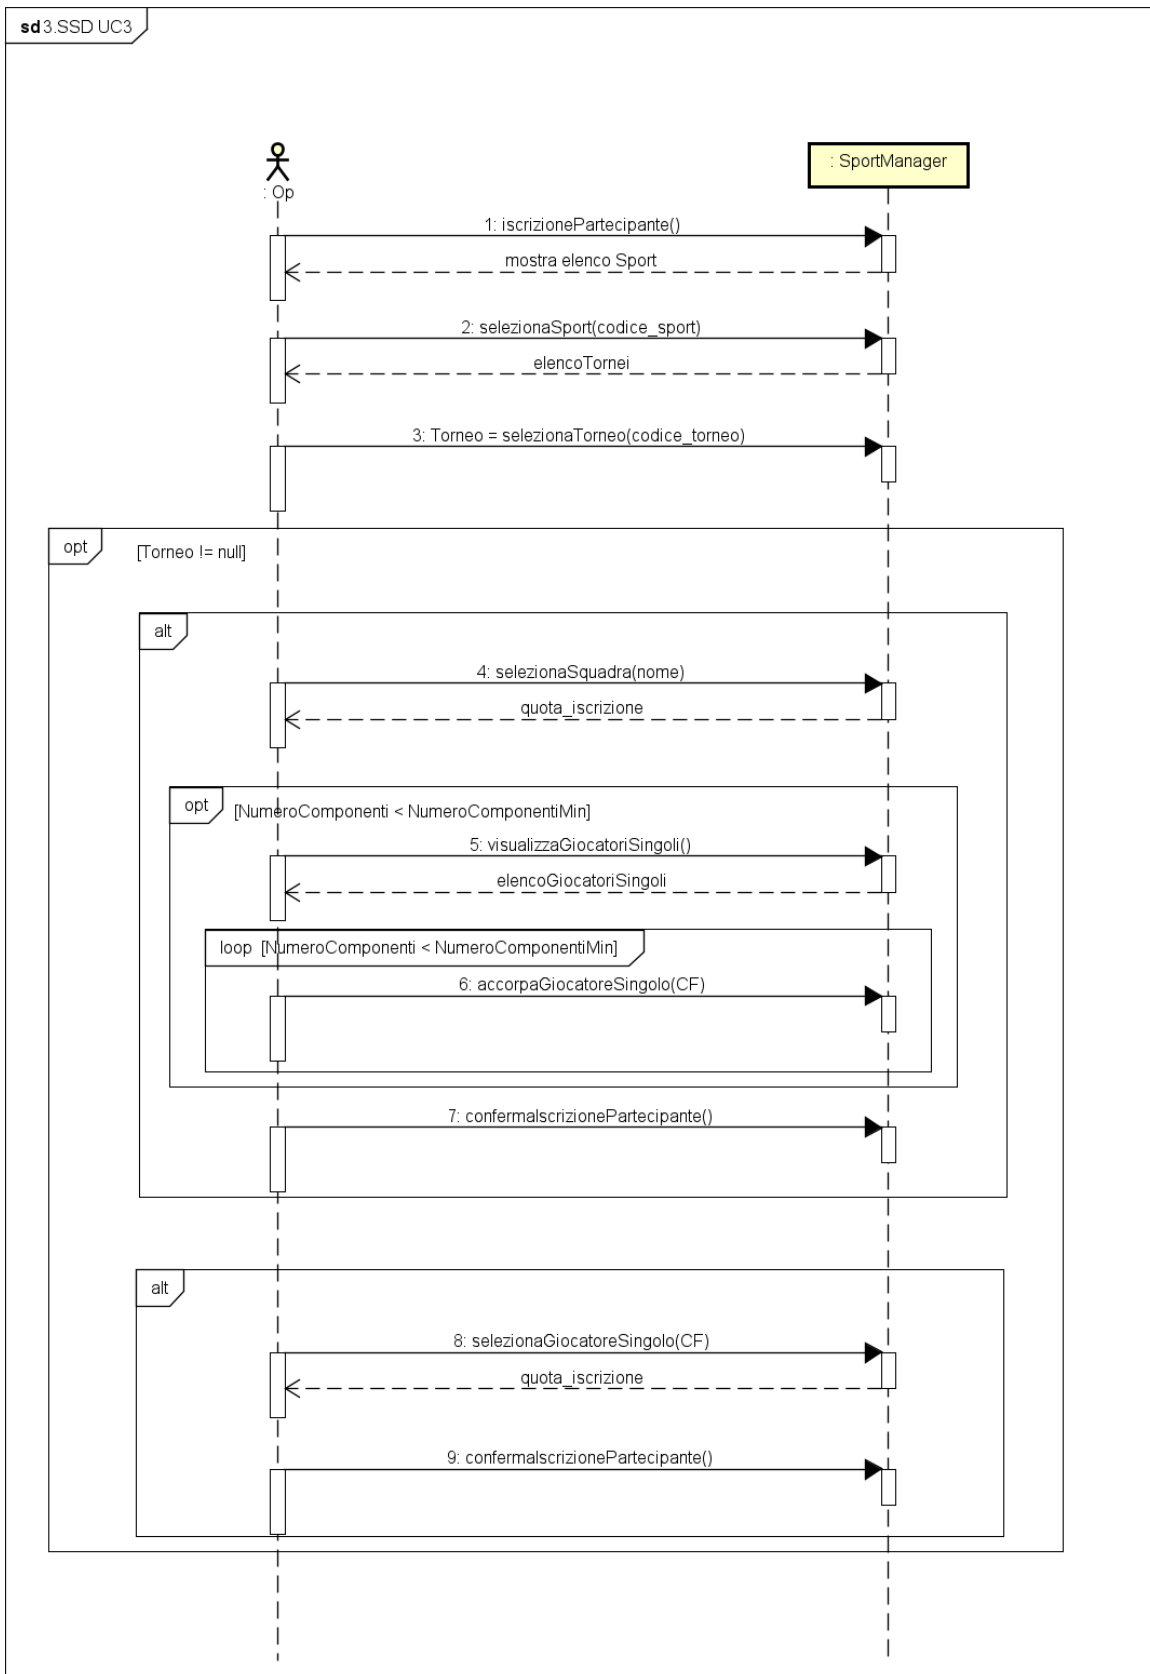 sd 3.SSD UC3
: Op
: SportManager
1: iscrizionePartecipante()
mostra elenco Sport
2: selezionaSport(codice_sport)
elencoTornei
3: Torneo = selezionaTorneo(codice_torneo)
opt [Torneo != null]
alt
4: selezionaSquadra(nome)
quota_iscrizione
opt [NumeroComponenti < NumeroComponentiMin]
5: visualizzaGiocatoriSingoli()
elencoGiocatoriSingoli
loop [NumeroComponenti < NumeroComponentiMin]
6: accorpaGiocatoreSingolo(CF)
7: confermaIscrizionePartecipante()
alt
8: selezionaGiocatoreSingolo(CF)
quota_iscrizione
9: confermaIscrizionePartecipante()